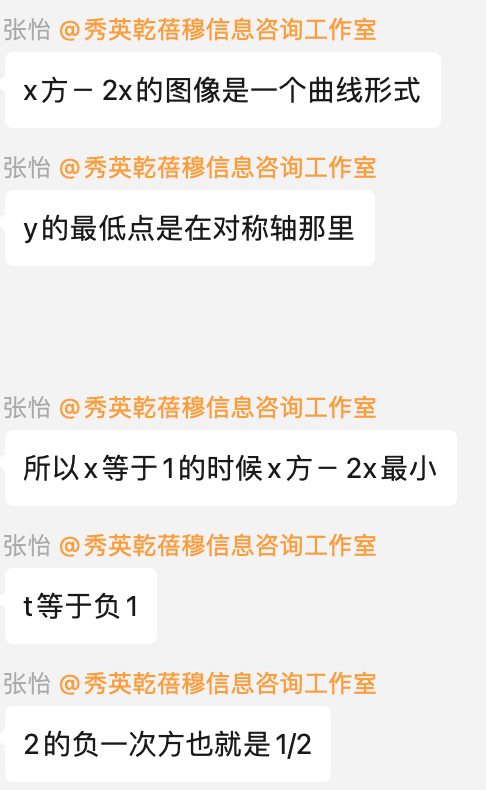 张怡 @秀英乾蓓穆信息咨询工作室
x方－2x的图像是一个曲线形式
张怡 @秀英乾蓓穆信息咨询工作室
y的最低点是在对称轴那里
张怡 @秀英乾蓓穆信息咨询工作室
所以x等于1的时候x方－2x最小
张怡 @秀英乾蓓穆信息咨询工作室
t等于负1
张怡 @秀英乾蓓穆信息咨询工作室
2的负一次方也就是1/2